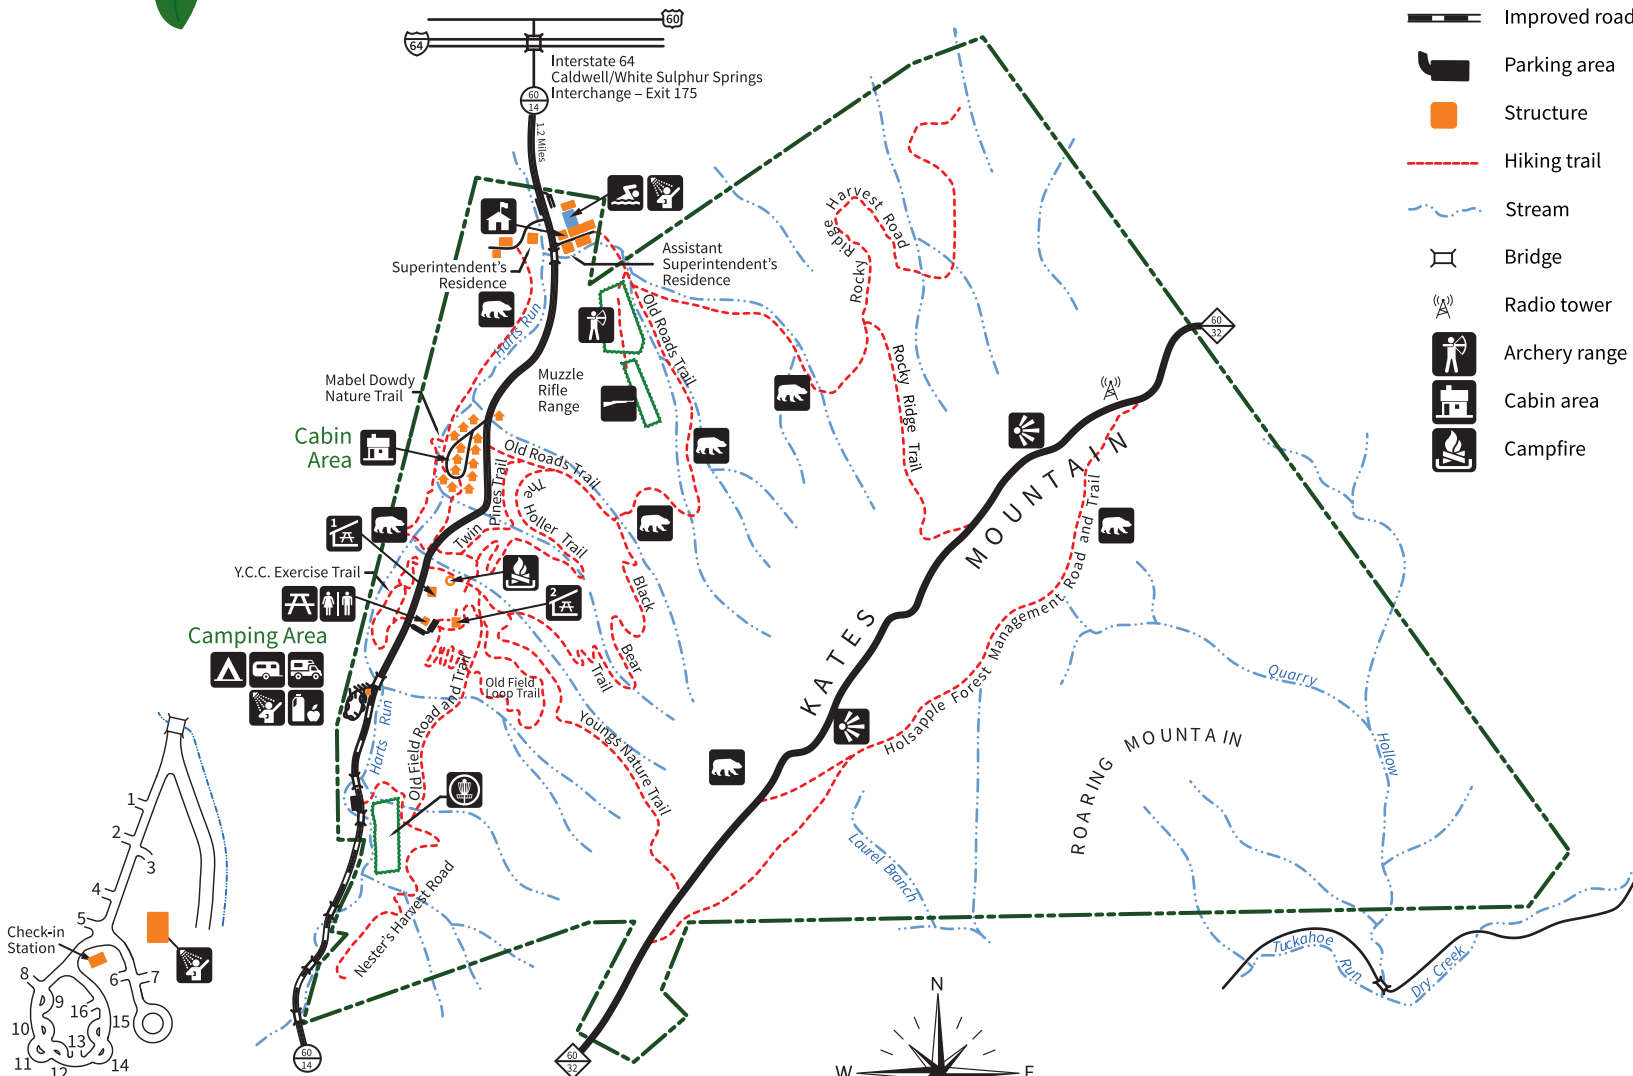 60
64
Interstate 64
Caldwell/White Sulphur Springs
Interchange – Exit 175
60
14
1.2 Miles
Improved road
Parking area
Structure
Hiking trail
Stream
Bridge
Radio tower
Archery range
Cabin area
Campfire
Superintendent's
Residence
Assistant
Superintendent's
Residence
Harts Run
Old Roads Trail
Rocky Ridge Harvest Road
Rocky Ridge Trail
60
32
Muzzle
Rifle
Range
Mabel Dowdy
Nature Trail
Cabin
Area
Old Roads Trail
Twin Pines Trail
The Holler Trail
1
Y.C.C. Exercise Trail
2
Camping Area
Black Bear Trail
Old Field
Loop Trail
Old Field Road and Trail
Youngs Nature Trail
Harts Run
KATES MOUNTAIN
Holsapple Forest Management Road and Trail
Quarry Hollow
ROARING MOUNTAIN
Laurel Branch
Nester's Harvest Road
Tuckahoe Run
Dry Creek
1
2
3
4
5
Check-in
Station
6
7
8
9
16
10
15
13
11
12
14
60
14
60
32
N
W
E